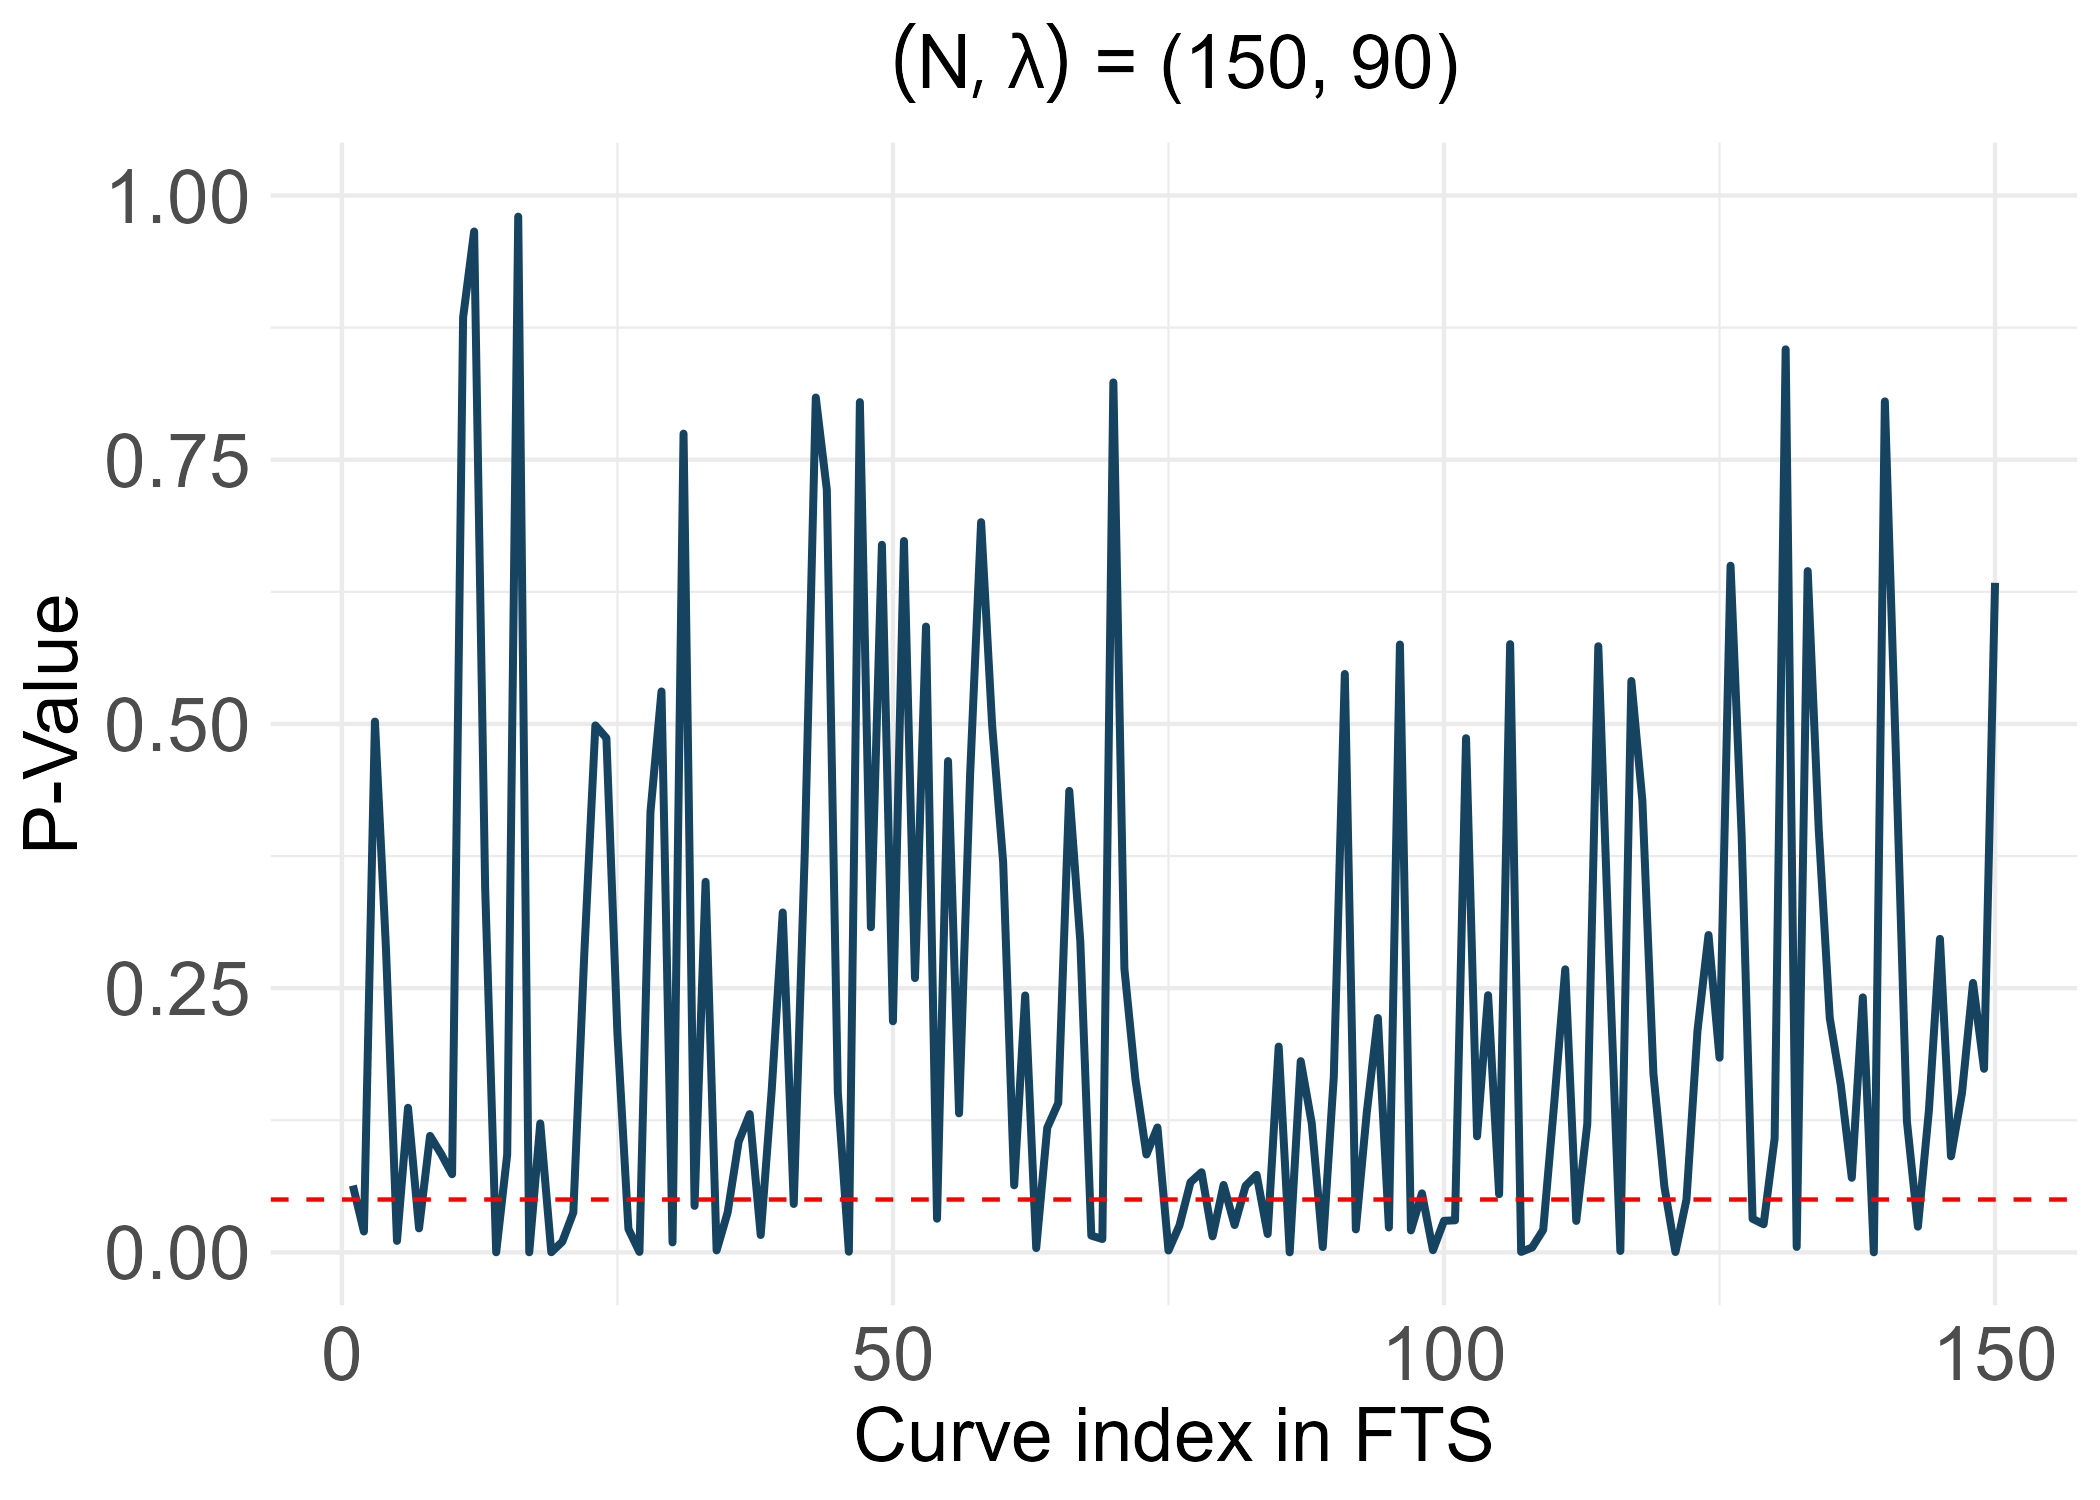 (N, λ) = (150, 90)
P-Value
1.00
0.75
0.50
0.25
0.00
0 50 100 150
Curve index in FTS